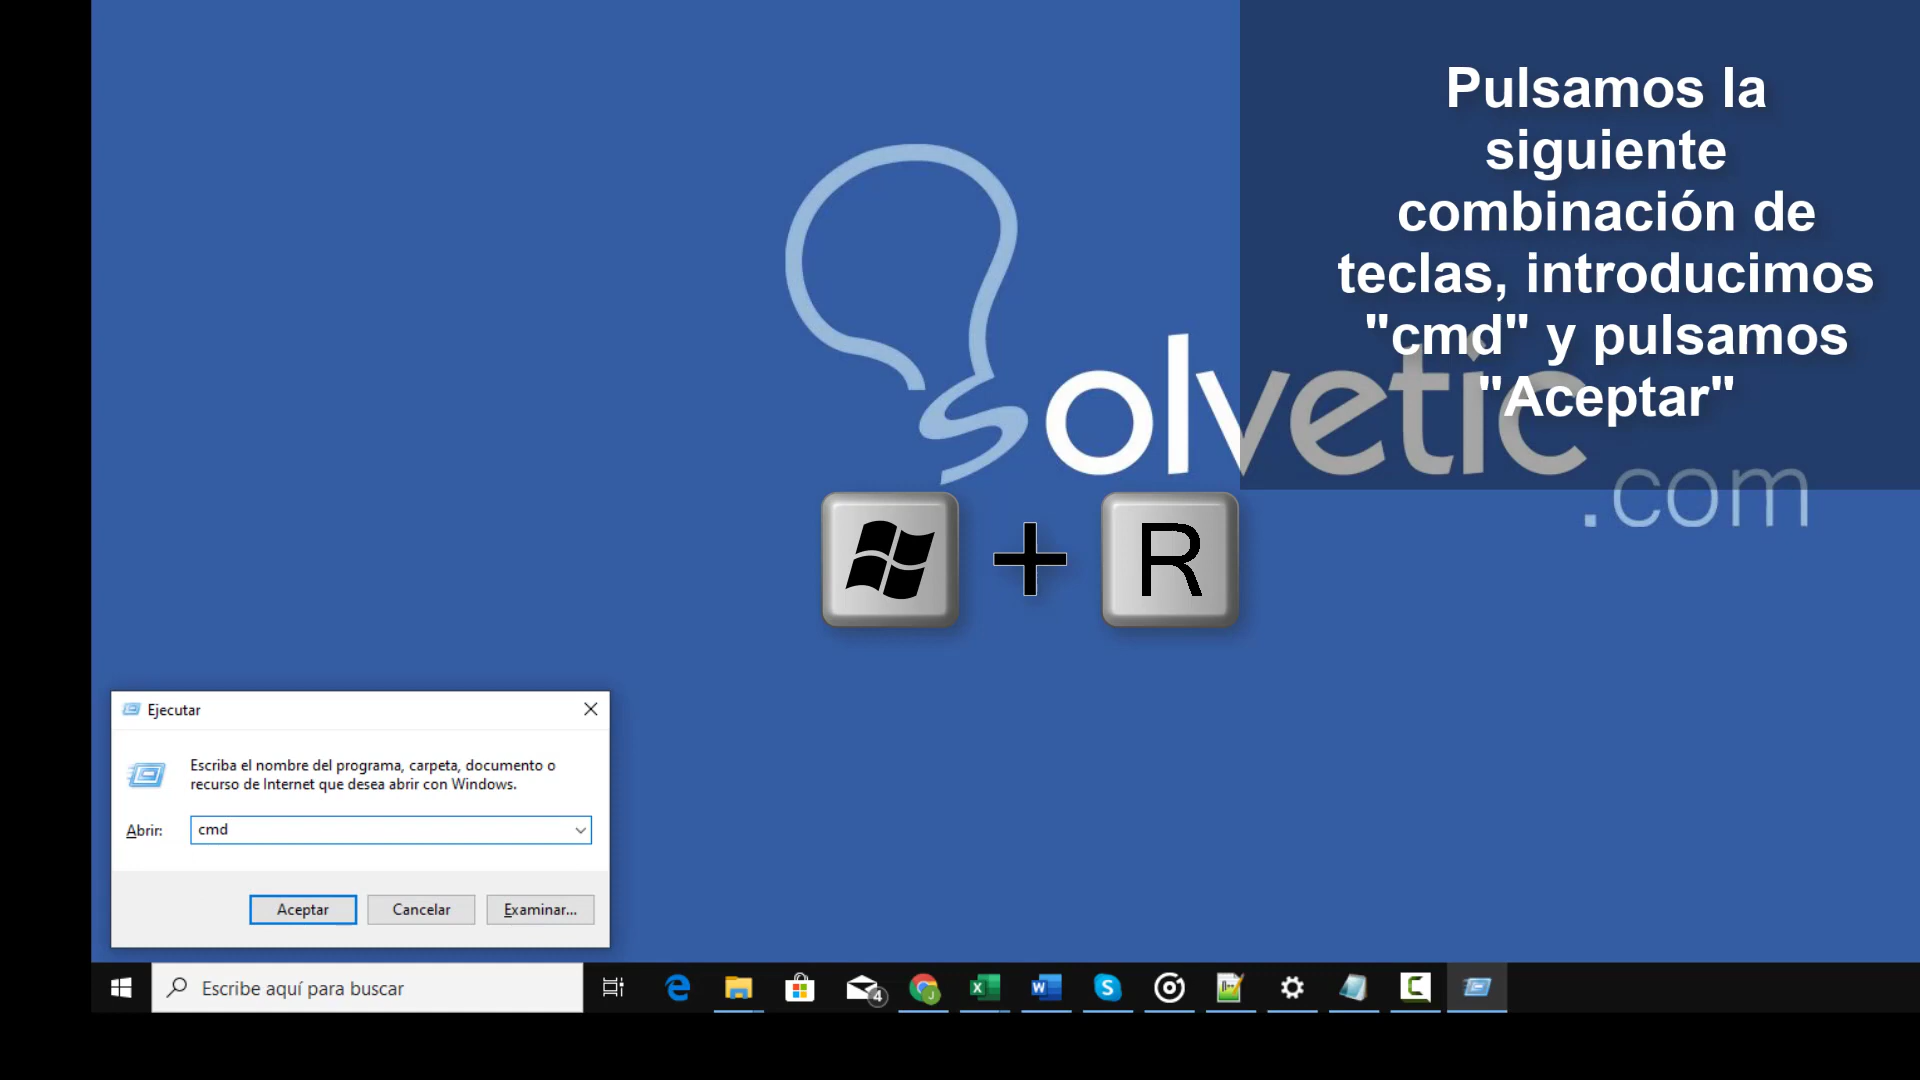 Pulsamos la
siguiente
combinación de
teclas, introducimos
"cmd" y pulsamos
"Aceptar"
Solvetic
.com
R
Ejecutar
Escriba el nombre del programa, carpeta, documento o
recurso de Internet que desea abrir con Windows.
Abrir: cmd
Aceptar Cancelar Examinar...
Escribe aquí para buscar
4